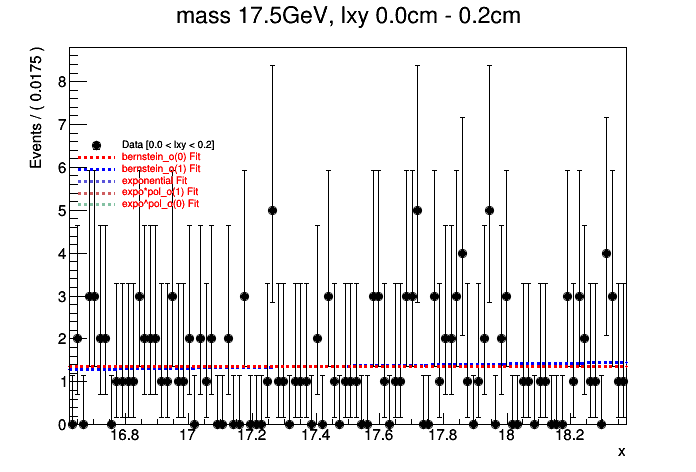 mass 17.5GeV, lxy 0.0cm - 0.2cm
Events / ( 0.0175 )
8
7
6
5
4
3
2
1
0
Data [0.0 < lxy < 0.2]
bernstein_o(0) Fit
bernstein_o(1) Fit
exponential Fit
expo*pol_o(1) Fit
expo*pol_o(0) Fit
16.8 17 17.2 17.4 17.6 17.8 18 18.2
x